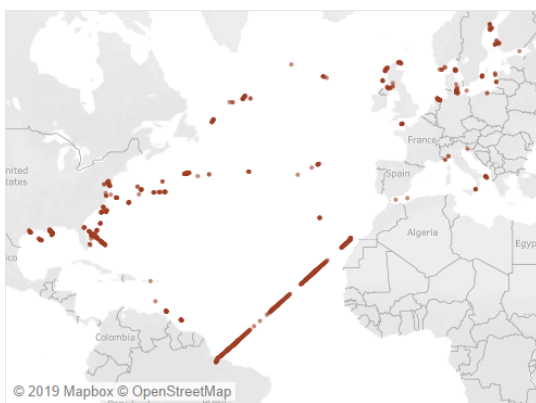 France
nited
tates
Spain
Algeria
Egyp
ico
Colombia
© 2019 Mapbox © OpenStreetMap